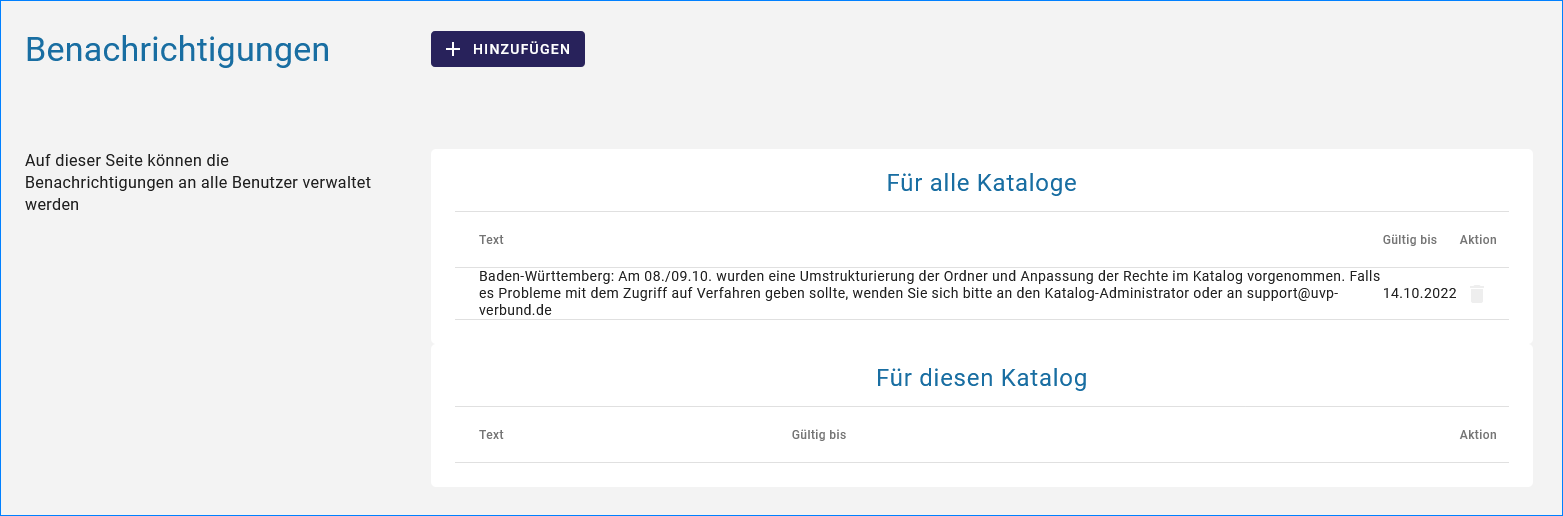 Benachrichtigungen
HINZUFÜGEN
Auf dieser Seite können die
Benachrichtigungen an alle Benutzer verwaltet
werden
Für alle Kataloge
Text Gültig bis Aktion
Baden-Württemberg: Am 08./09.10. wurden eine Umstrukturierung der Ordner und Anpassung der Rechte im Katalog vorgenommen. Falls
es Probleme mit dem Zugriff auf Verfahren geben sollte, wenden Sie sich bitte an den Katalog-Administrator oder an support@uvp-
verbund.de
14.10.2022
Für diesen Katalog
Text Gültig bis Aktion